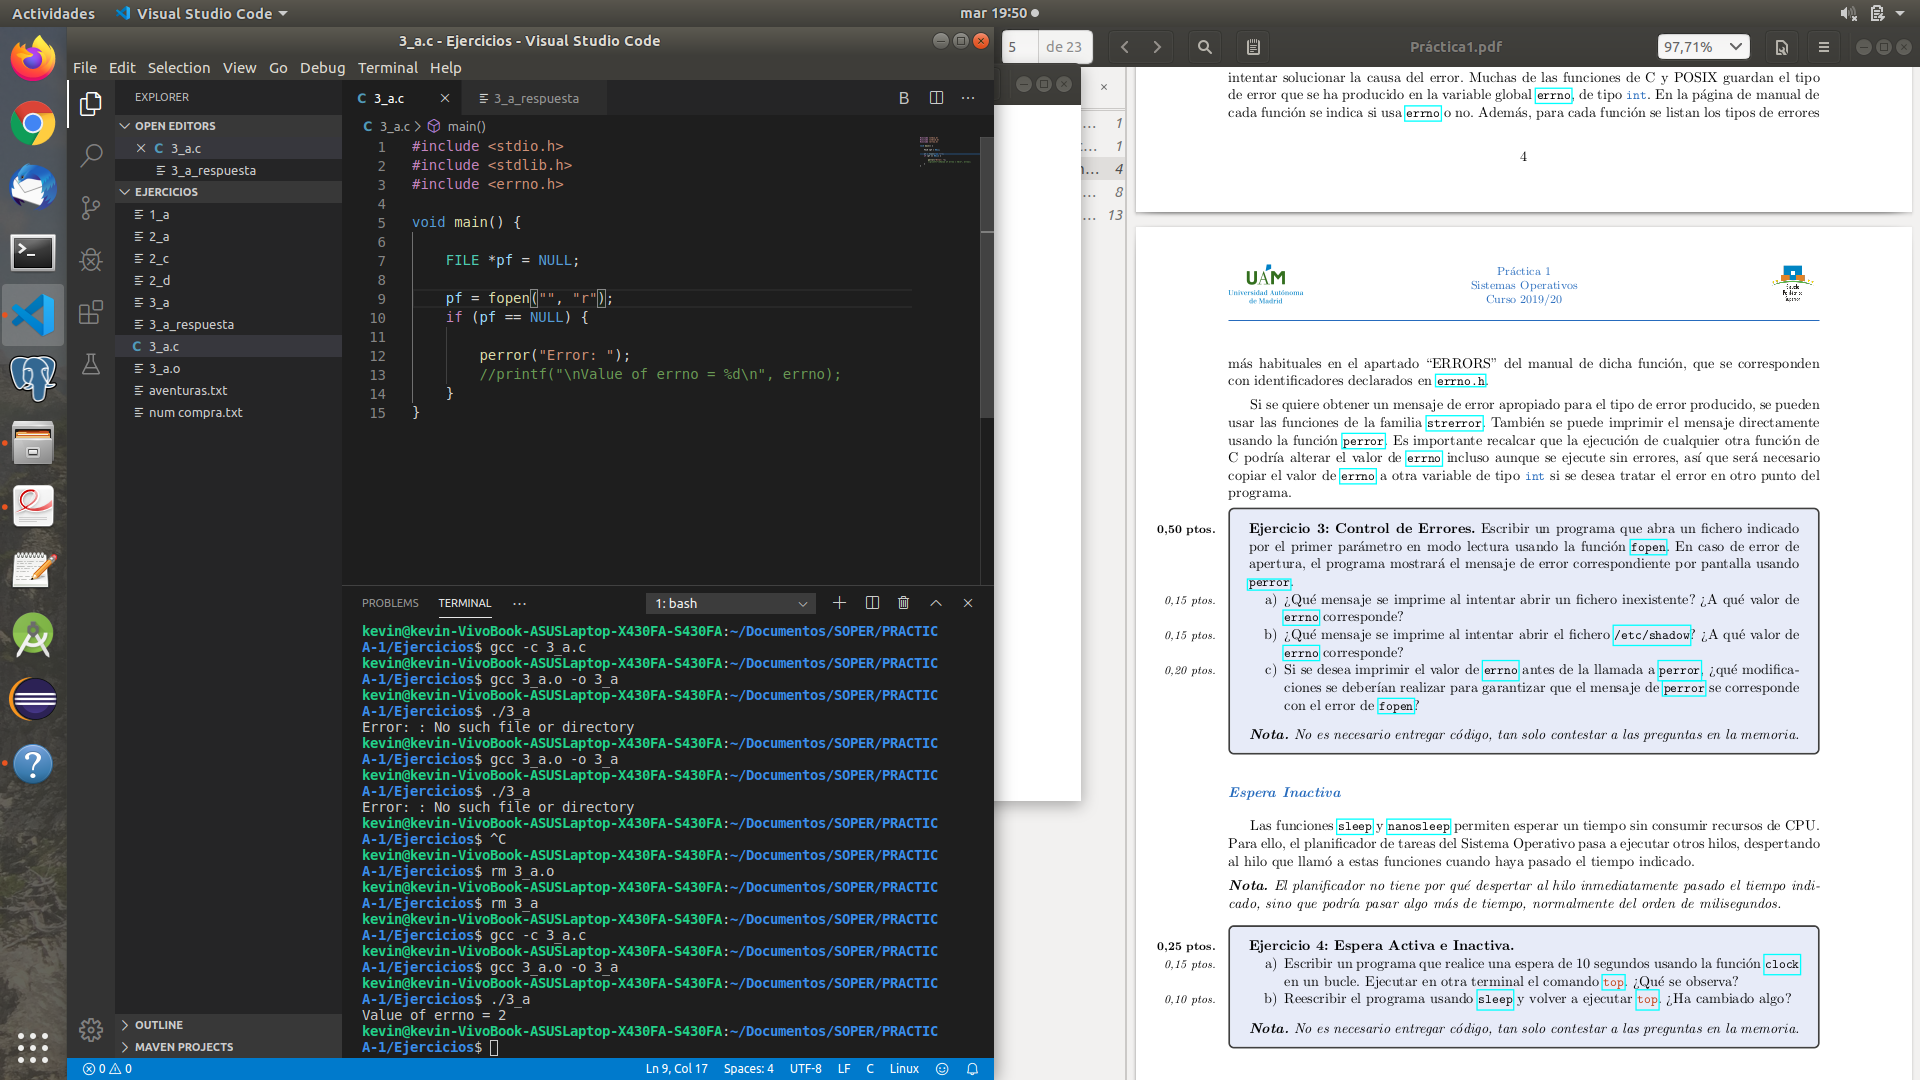 Actividades
Visual Studio Code
mar 19:50
3_a.c - Ejercicios - Visual Studio Code
File Edit Selection View Go Debug Terminal Help
EXPLORER
OPEN EDITORS
3_a.c
3_a_respuesta
EJERCICIOS
1_a
2_a
2_c
2_d
3_a
3_a_respuesta
3_a.c
3_a.o
aventuras.txt
num compra.txt
OUTLINE
MAVEN PROJECTS
3_a.c
3_a_respuesta
3_a.c > main()
1 #include <stdio.h>
2 #include <stdlib.h>
3 #include <errno.h>
4
5 void main() {
6
7 FILE *pf = NULL;
8
9 pf = fopen("", "r");
10 if (pf == NULL) {
11
12 perror("Error: ");
13 //printf("\nValue of errno = %d\n", errno);
14 }
15 }
PROBLEMS TERMINAL ... 1: bash
kevin@kevin-VivoBook-ASUSLaptop-X430FA-S430FA:~/Documentos/SOPER/PRACTIC
A-1/Ejercicios$ gcc -c 3_a.c
kevin@kevin-VivoBook-ASUSLaptop-X430FA-S430FA:~/Documentos/SOPER/PRACTIC
A-1/Ejercicios$ gcc 3_a.o -o 3_a
kevin@kevin-VivoBook-ASUSLaptop-X430FA-S430FA:~/Documentos/SOPER/PRACTIC
A-1/Ejercicios$ ./3_a
Error: : No such file or directory
kevin@kevin-VivoBook-ASUSLaptop-X430FA-S430FA:~/Documentos/SOPER/PRACTIC
A-1/Ejercicios$ gcc 3_a.o -o 3_a
kevin@kevin-VivoBook-ASUSLaptop-X430FA-S430FA:~/Documentos/SOPER/PRACTIC
A-1/Ejercicios$ ./3_a
Error: : No such file or directory
kevin@kevin-VivoBook-ASUSLaptop-X430FA-S430FA:~/Documentos/SOPER/PRACTIC
A-1/Ejercicios$ ^C
kevin@kevin-VivoBook-ASUSLaptop-X430FA-S430FA:~/Documentos/SOPER/PRACTIC
A-1/Ejercicios$ rm 3_a.o
kevin@kevin-VivoBook-ASUSLaptop-X430FA-S430FA:~/Documentos/SOPER/PRACTIC
A-1/Ejercicios$ rm 3_a
kevin@kevin-VivoBook-ASUSLaptop-X430FA-S430FA:~/Documentos/SOPER/PRACTIC
A-1/Ejercicios$ gcc -c 3_a.c
kevin@kevin-VivoBook-ASUSLaptop-X430FA-S430FA:~/Documentos/SOPER/PRACTIC
A-1/Ejercicios$ gcc 3_a.o -o 3_a
kevin@kevin-VivoBook-ASUSLaptop-X430FA-S430FA:~/Documentos/SOPER/PRACTIC
A-1/Ejercicios$ ./3_a
Value of errno = 2
kevin@kevin-VivoBook-ASUSLaptop-X430FA-S430FA:~/Documentos/SOPER/PRACTIC
A-1/Ejercicios$
0 0
Ln 9, Col 17 Spaces: 4 UTF-8 LF C Linux
5 de 23
Práctica1.pdf
97,71%
... 1
... 1
... 4
... 8
... 13
intentar solucionar la causa del error. Muchas de las funciones de C y POSIX guardan el tipo
de error que se ha producido en la variable global errno, de tipo int. En la página de manual de
cada función se indica si usa errno o no. Además, para cada función se listan los tipos de errores
4
UAM
Universidad Autónoma
de Madrid
Práctica 1
Sistemas Operativos
Curso 2019/20
Escuela
Politécnica
Superior
más habituales en el apartado “ERRORS” del manual de dicha función, que se corresponden
con identificadores declarados en errno.h.
Si se quiere obtener un mensaje de error apropiado para el tipo de error producido, se pueden
usar las funciones de la familia strerror. También se puede imprimir el mensaje directamente
usando la función perror. Es importante recalcar que la ejecución de cualquier otra función de
C podría alterar el valor de errno incluso aunque se ejecute sin errores, así que será necesario
copiar el valor de errno a otra variable de tipo int si se desea tratar el error en otro punto del
programa.
0,50 ptos. Ejercicio 3: Control de Errores. Escribir un programa que abra un fichero indicado
por el primer parámetro en modo lectura usando la función fopen. En caso de error de
apertura, el programa mostrará el mensaje de error correspondiente por pantalla usando
perror.
0,15 ptos. a) ¿Qué mensaje se imprime al intentar abrir un fichero inexistente? ¿A qué valor de
errno corresponde?
0,15 ptos. b) ¿Qué mensaje se imprime al intentar abrir el fichero /etc/shadow? ¿A qué valor de
errno corresponde?
0,20 ptos. c) Si se desea imprimir el valor de errno antes de la llamada a perror, ¿qué modifica-
ciones se deberían realizar para garantizar que el mensaje de perror se corresponde
con el error de fopen?
Nota. No es necesario entregar código, tan solo contestar a las preguntas en la memoria.
Espera Inactiva
Las funciones sleep y nanosleep permiten esperar un tiempo sin consumir recursos de CPU.
Para ello, el planificador de tareas del Sistema Operativo pasa a ejecutar otros hilos, despertando
al hilo que llamó a estas funciones cuando haya pasado el tiempo indicado.
Nota. El planificador no tiene por qué despertar al hilo inmediatamente pasado el tiempo indi-
cado, sino que podría pasar algo más de tiempo, normalmente del orden de milisegundos.
0,25 ptos. Ejercicio 4: Espera Activa e Inactiva.
0,15 ptos. a) Escribir un programa que realice una espera de 10 segundos usando la función clock
en un bucle. Ejecutar en otra terminal el comando top. ¿Qué se observa?
0,10 ptos. b) Reescribir el programa usando sleep y volver a ejecutar top. ¿Ha cambiado algo?
Nota. No es necesario entregar código, tan solo contestar a las preguntas en la memoria.